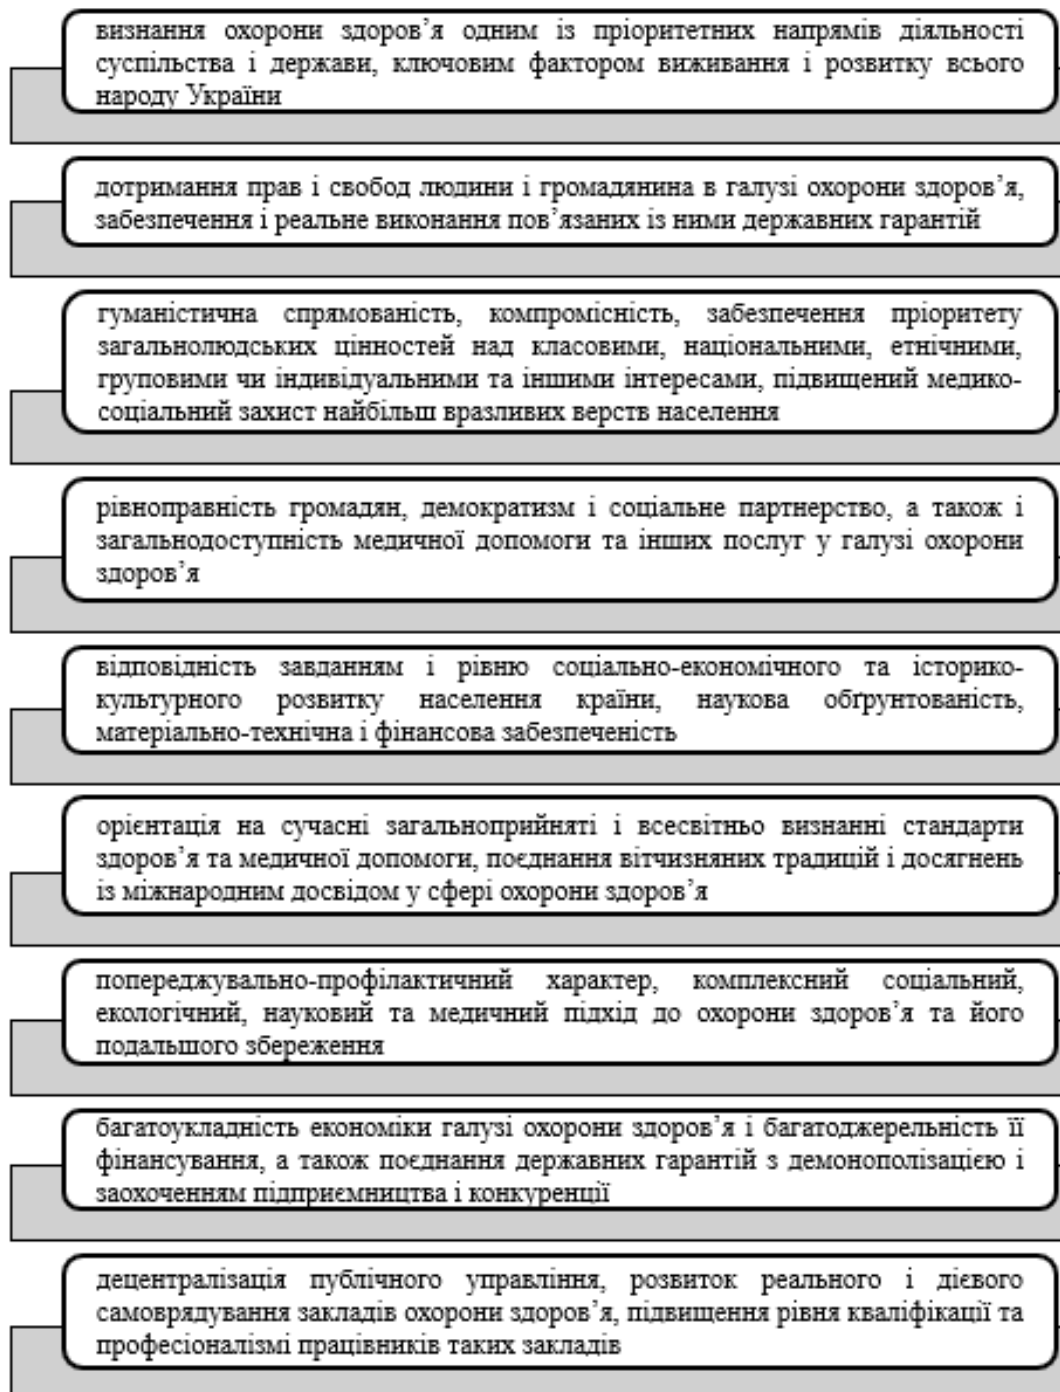 визнання охорони здоров’я одним із пріоритетних напрямів діяльності
суспільства і держави, ключовим фактором виживання і розвитку всього
народу України
дотримання прав і свобод людини і громадянина в галузі охорони здоров’я,
забезпечення і реальне виконання пов’язаних із ними державних гарантій
гуманістична спрямованість, компромісність, забезпечення пріоритету
загальнолюдських цінностей над класовими, національними, етнічними,
груповими чи індивідуальними та іншими інтересами, підвищений медико-
соціальний захист найбільш вразливих верств населення
рівноправність громадян, демократизм і соціальне партнерство, а також і
загальнодоступність медичної допомоги та інших послуг у галузі охорони
здоров’я
відповідність завданням і рівню соціально-економічного та історико-
культурного розвитку населення країни, наукова обґрунтованість,
матеріально-технічна і фінансова забезпеченість
орієнтація на сучасні загальноприйняті і всесвітньо визнанні стандарти
здоров’я та медичної допомоги, поєднання вітчизняних традицій і досягнень
із міжнародним досвідом у сфері охорони здоров’я
попереджувально-профілактичний характер, комплексний соціальний,
екологічний, науковий та медичний підхід до охорони здоров’я та його
подальшого збереження
багатоукладність економіки галузі охорони здоров’я і багатоджерельність її
фінансування, а також поєднання державних гарантій з демонополізацією і
заохоченням підприємництва і конкуренції
децентралізація публічного управління, розвиток реального і дієвого
самоврядування закладів охорони здоров’я, підвищення рівня кваліфікації та
професіоналізмі працівників таких закладів